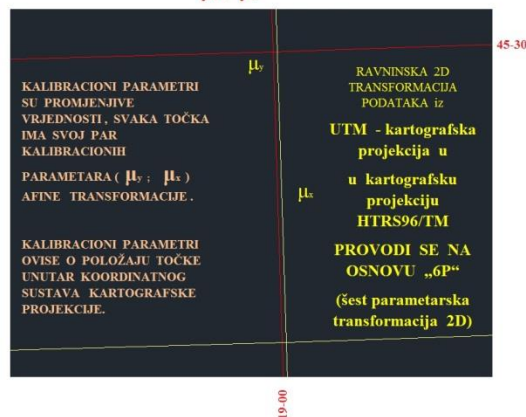 μy
45-30
KALIBRACIONI PARAMETRI
SU PROMJENJIVE
VRJEDNOSTI , SVAKA TOČKA
IMA SVOJ PAR
KALIBRACIONIH
PARAMETARA ( μy ; μx )
AFINE TRANSFORMACIJE .
KALIBRACIONI PARAMETRI
OVISE O POLOŽAJU TOČKE
UNUTAR KOORDINATNOG
SUSTAVA KARTOGRAFSKE
PROJEKCIJE.
μx
RAVNINSKA 2D
TRANSFORMACIJA
PODATAKA iz
UTM - kartografska
projekcija u
u kartografsku
projekciju
HTRS96/TM
PROVODI SE NA
OSNOVU „6P“
(šest parametarska
transformacija 2D)
19-00